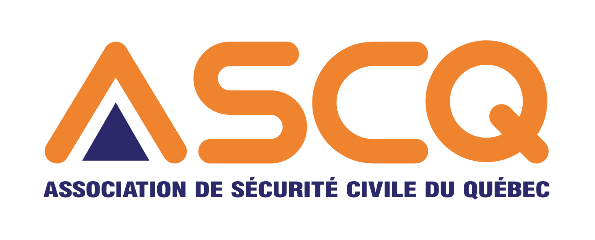 ASCQ
ASSOCIATION DE SÉCURITÉ CIVILE DU QUÉBEC